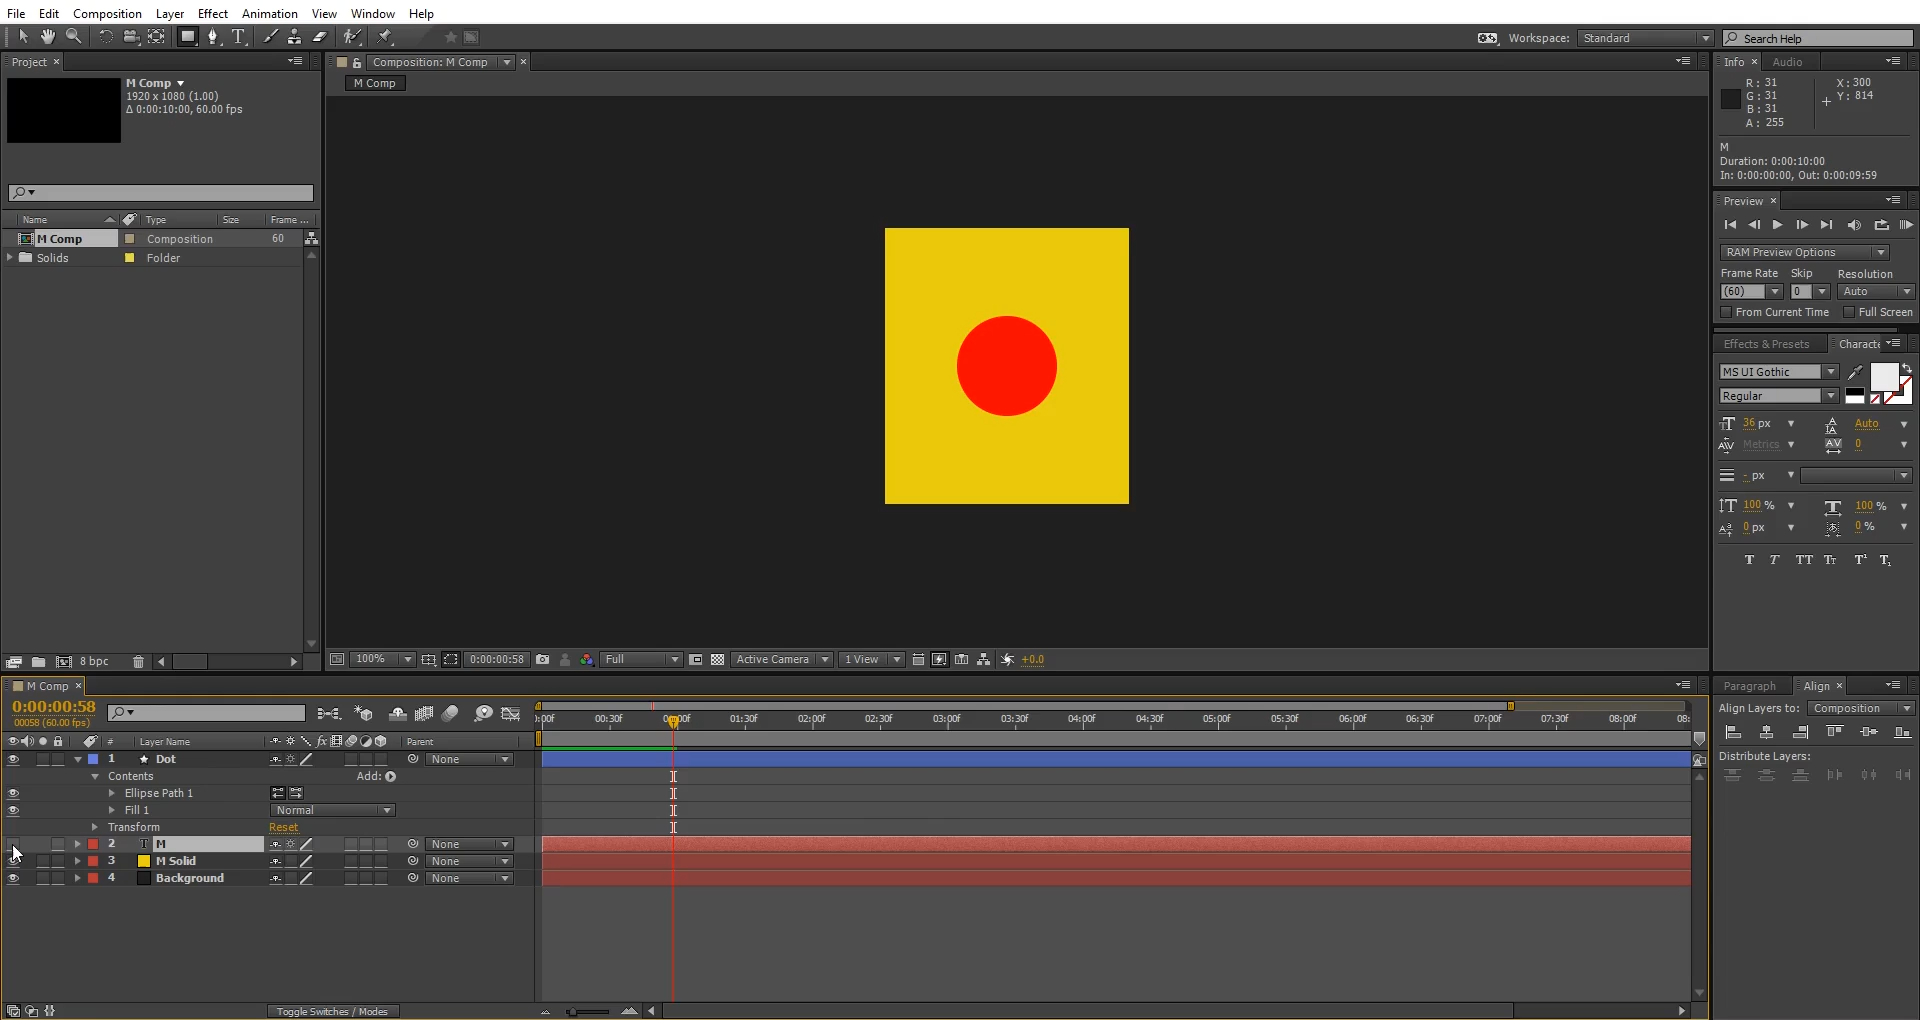 File Edit Composition Layer Effect Animation View Window Help
Workspace: Standard Search Help
Project
M Comp
1920 x 1080 (1.00)
Δ 0:00:10:00, 60.00 fps
Name Type Size Frame ...
M Comp Composition 60
Solids Folder
8 bpc
Composition: M Comp
M Comp
100% 0:00:00:58 Full Active Camera 1 View +0.0
Info Audio
R: 31
G: 31
B: 31
A: 255
X: 300
Y: 814
M
Duration: 0:00:10:00
In: 0:00:00:00, Out: 0:00:09:59
Preview
RAM Preview Options
Frame Rate Skip Resolution
(60) 0 Auto
From Current Time Full Screen
Effects & Presets Characte
MS UI Gothic
Regular
36 px Auto
Metrics 0
- px
100 % 100 %
0 px 0 %
T T TT Tt T¹ T₁
M Comp
0:00:00:58
00058 (60.00 fps)
:00f 00:30f 01:30f 02:00f 02:30f 03:00f 03:30f 04:00f 04:30f 05:00f 05:30f 06:00f 06:30f 07:00f 07:30f 08:00f 08:
# Layer Name fx Parent
1 Dot None
Contents Add:
Ellipse Path 1
Fill 1 Normal
Transform Reset
2 T M None
3 M Solid None
4 Background None
Toggle Switches / Modes
Paragraph Align
Align Layers to: Composition
Distribute Layers: